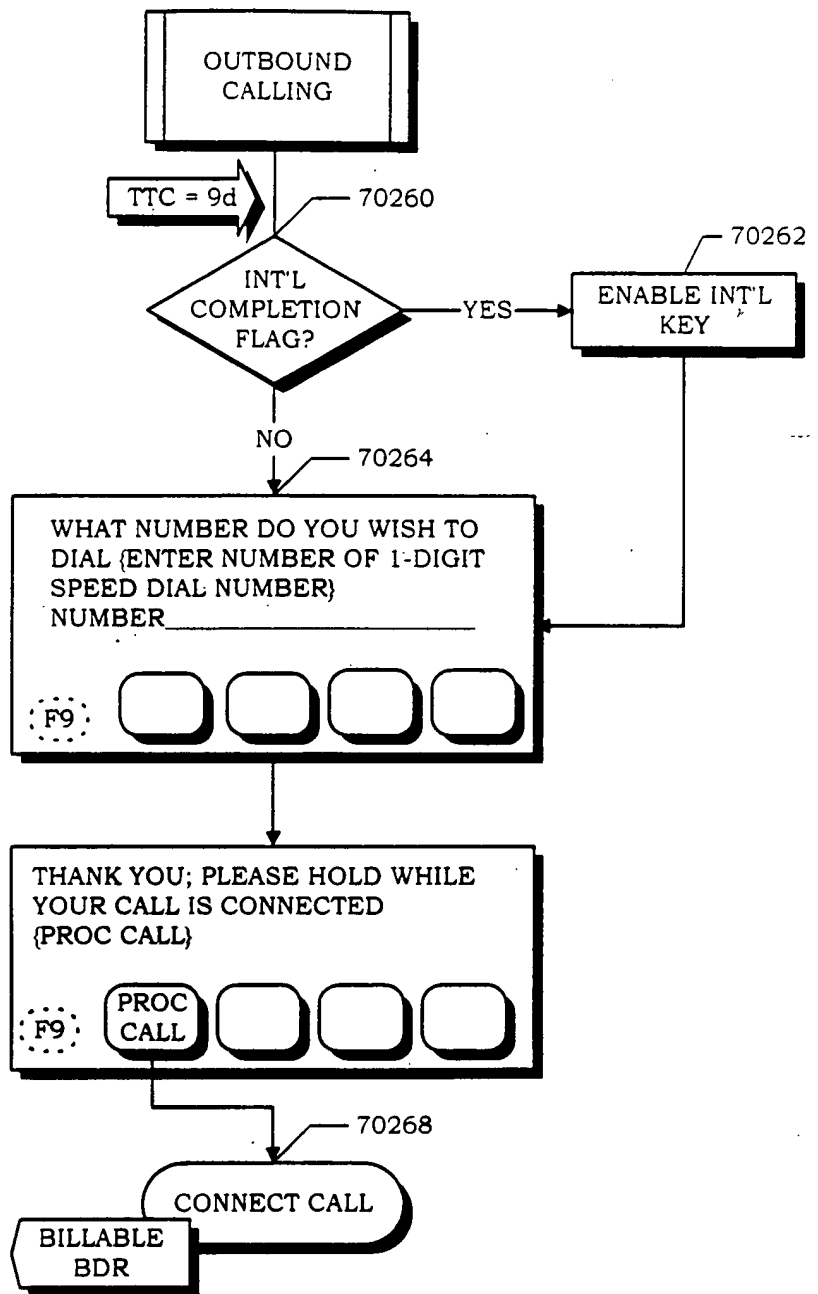 OUTBOUND
CALLING
TTC = 9d
70260
70262
INT'L
COMPLETION
FLAG?
YES
ENABLE INT'L
KEY
NO
70264
WHAT NUMBER DO YOU WISH TO
DIAL {ENTER NUMBER OF 1-DIGIT
SPEED DIAL NUMBER}
NUMBER____________________
F9
THANK YOU; PLEASE HOLD WHILE
YOUR CALL IS CONNECTED
{PROC CALL}
F9
PROC
CALL
70268
CONNECT CALL
BILLABLE
BDR